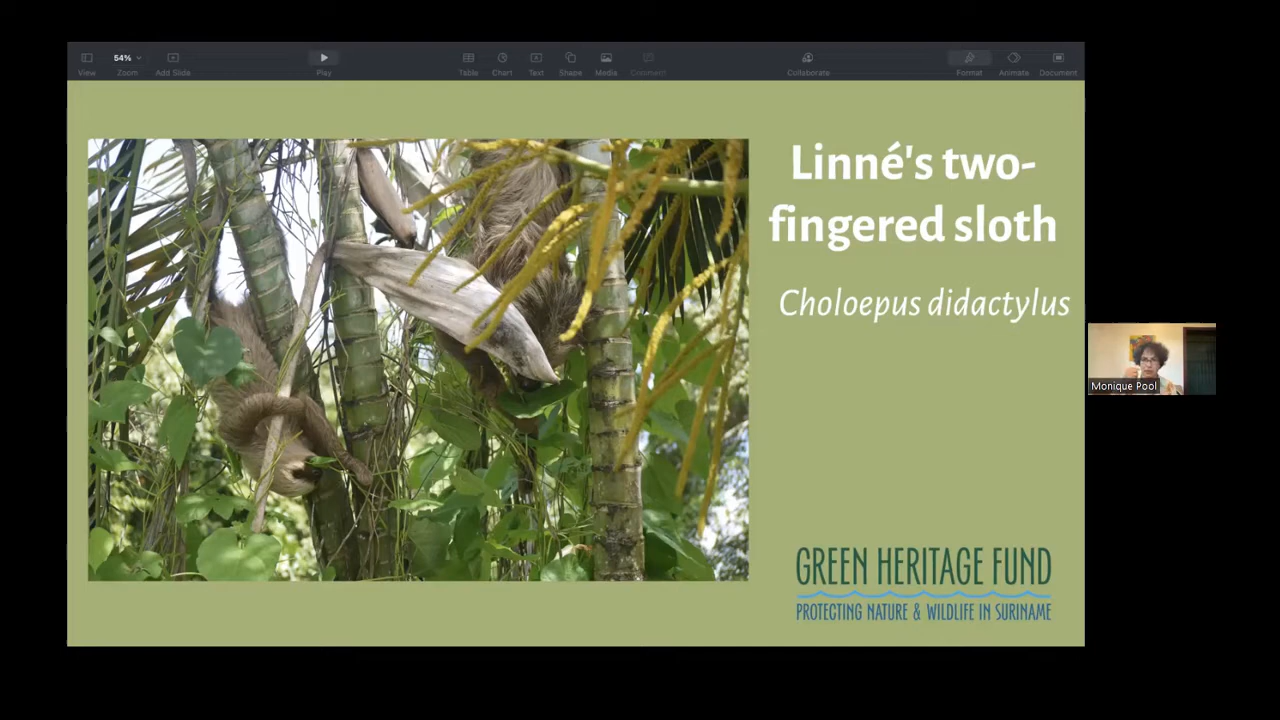 54%
View
Zoom
Add Slide
Play
Table
Chart
Text
Shape
Media
Comment
Collaborate
Format
Animate
Document
Linné's two-
fingered sloth
Choloepus didactylus
Monique Pool
GREEN HERITAGE FUND
PROTECTING NATURE & WILDLIFE IN SURINAME